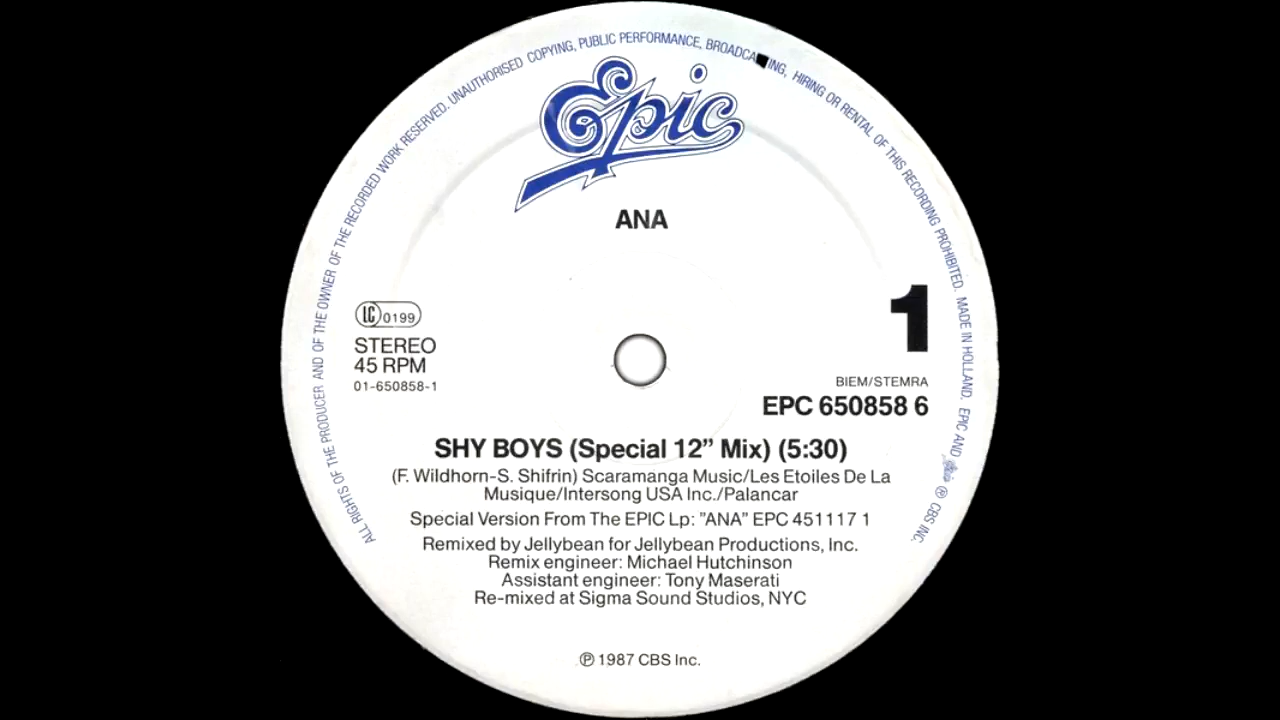 ALL RIGHTS OF THE PRODUCER AND OF THE OWNER OF THE RECORDED WORK RESERVED. UNAUTHORISED COPYING, PUBLIC PERFORMANCE, BROADCA ING, HIRING OR RENTAL OF THIS RECORDING PROHIBITED. MADE IN HOLLAND. EPIC AND Epic ℗ CBS INC.
Epic
ANA
1
LC 0199
STEREO
45 RPM
01-650858-1
BIEM/STEMRA
EPC 650858 6
SHY BOYS (Special 12” Mix) (5:30)
(F. Wildhorn-S. Shifrin) Scaramanga Music/Les Etoiles De La
Musique/Intersong USA Inc./Palancar
Special Version From The EPIC Lp: ”ANA” EPC 451117 1
Remixed by Jellybean for Jellybean Productions, Inc.
Remix engineer: Michael Hutchinson
Assistant engineer: Tony Maserati
Re-mixed at Sigma Sound Studios, NYC
℗ 1987 CBS Inc.